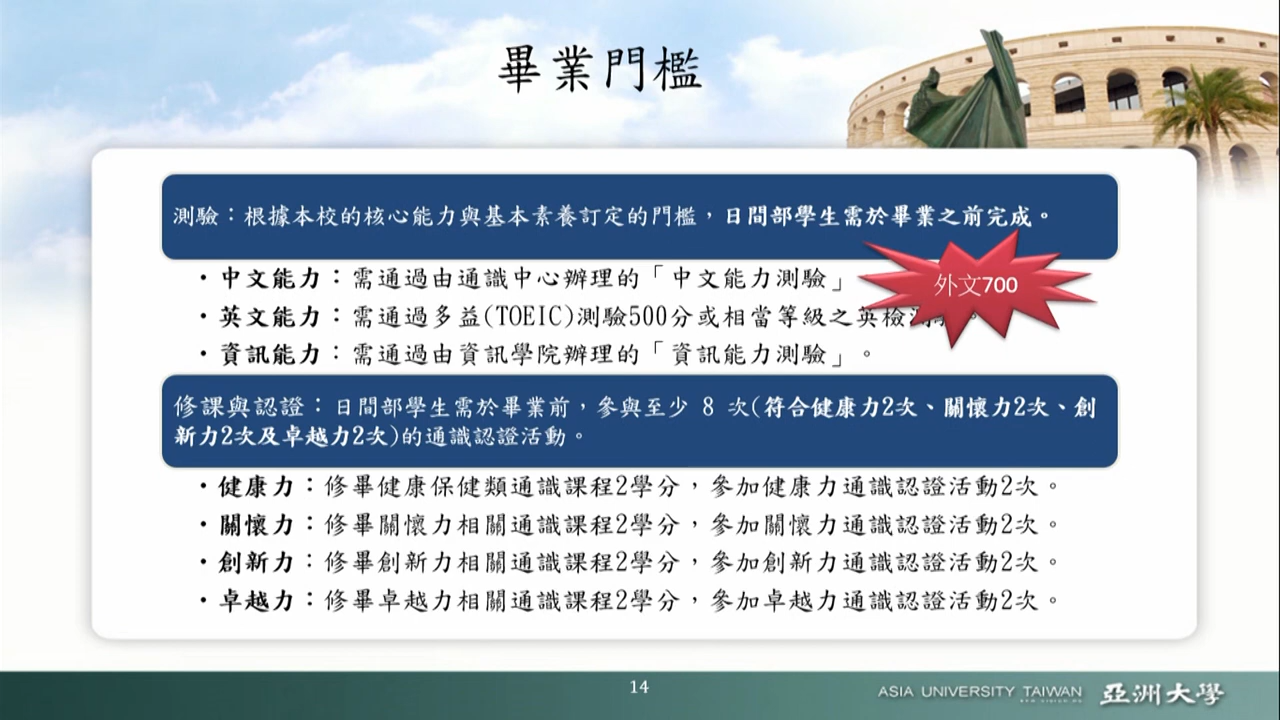 畢業門檻
測驗：根據本校的核心能力與基本素養訂定的門檻，日間部學生需於畢業之前完成。
・中文能力：需通過由通識中心辦理的「中文能力測驗」
外文700
・英文能力：需通過多益(TOEIC)測驗500分或相當等級之英檢測 。
・資訊能力：需通過由資訊學院辦理的「資訊能力測驗」。
修課與認證：日間部學生需於畢業前，參與至少 8 次(符合健康力2次、關懷力2次、創
新力2次及卓越力2次)的通識認證活動。
・健康力：修畢健康保健類通識課程2學分，參加健康力通識認證活動2次。
・關懷力：修畢關懷力相關通識課程2學分，參加關懷力通識認證活動2次。
・創新力：修畢創新力相關通識課程2學分，參加創新力通識認證活動2次。
・卓越力：修畢卓越力相關通識課程2學分，參加卓越力通識認證活動2次。
14
ASIA UNIVERSITY TAIWAN 亞洲大學